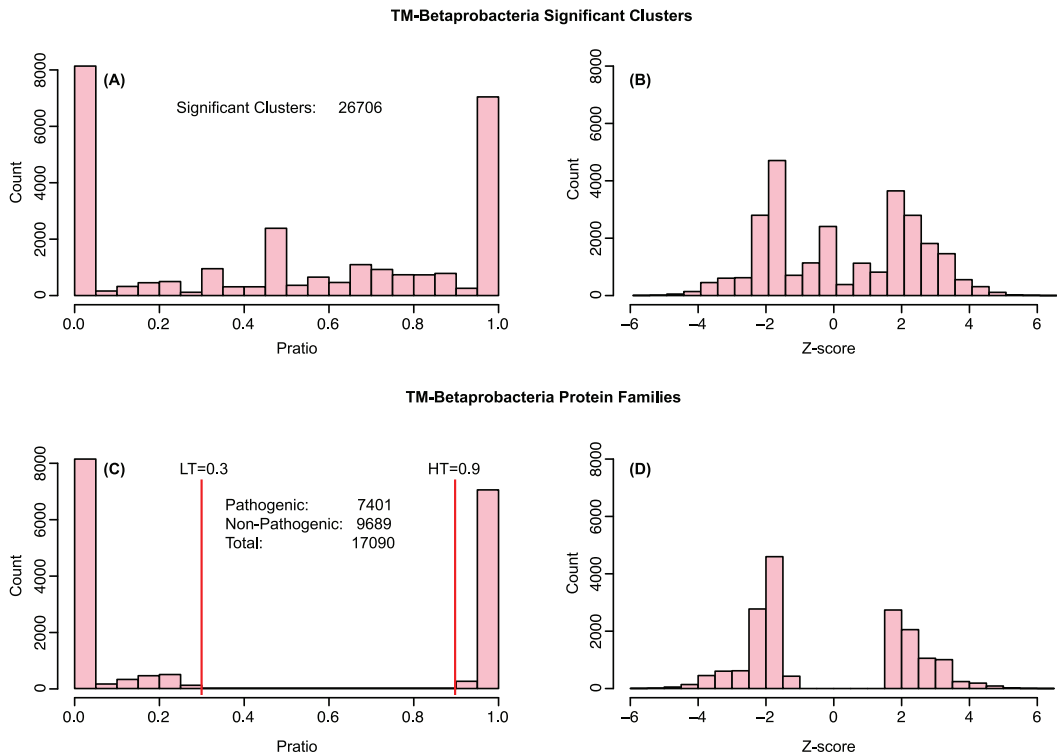 TM-Betaprobacteria Significant Clusters
(A)
Significant Clusters: 26706
Count
0
2000
4000
6000
8000
0.0 0.2 0.4 0.6 0.8 1.0
Pratio
(B)
Count
0
2000
4000
6000
8000
−6 −4 −2 0 2 4 6
Z-score
TM-Betaprobacteria Protein Families
(C)
LT=0.3
HT=0.9
Pathogenic: 7401
Non-Pathogenic: 9689
Total: 17090
Count
0
2000
4000
6000
8000
0.0 0.2 0.4 0.6 0.8 1.0
Pratio
(D)
Count
0
2000
4000
6000
8000
−6 −4 −2 0 2 4 6
Z-score